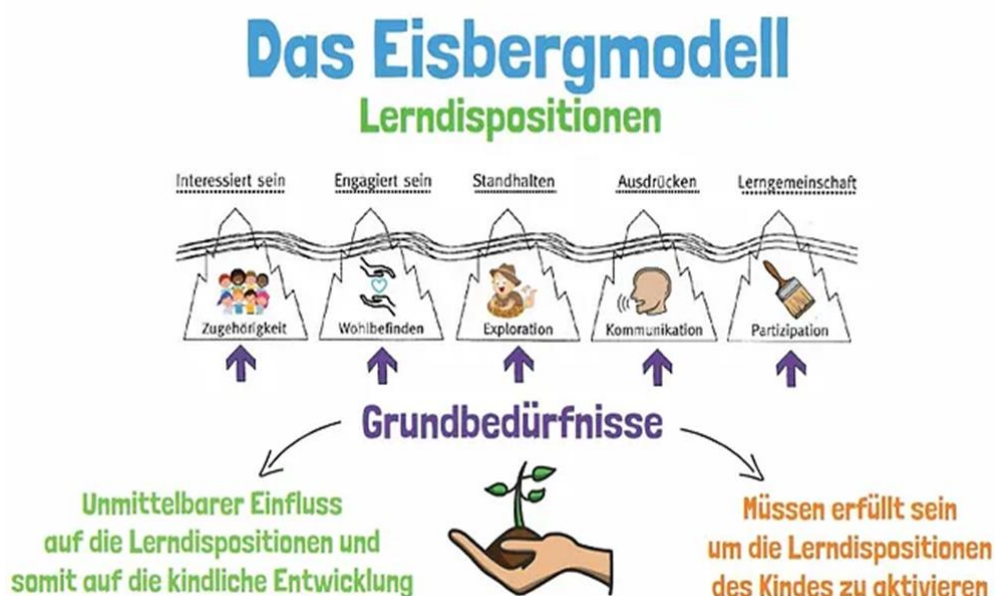 Das Eisbergmodell
Lerndispositionen
Interessiert sein
Engagiert sein
Standhalten
Ausdrücken
Lerngemeinschaft
Zugehörigkeit
Wohlbefinden
Exploration
Kommunikation
Partizipation
Grundbedürfnisse
Unmittelbarer Einfluss
auf die Lerndispositionen und
somit auf die kindliche Entwicklung
Müssen erfüllt sein
um die Lerndispositionen
des Kindes zu aktivieren